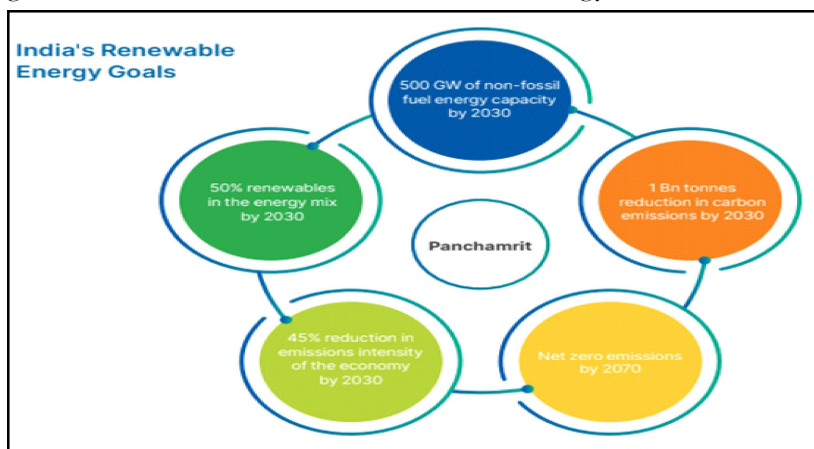 India's Renewable
Energy Goals
500 GW of non-fossil
fuel energy capacity
by 2030
50% renewables
in the energy mix
by 2030
1 Bn tonnes
reduction in carbon
emissions by 2030
Panchamrit
45% reduction in
emissions intensity
of the economy
by 2030
Net zero emissions
by 2070